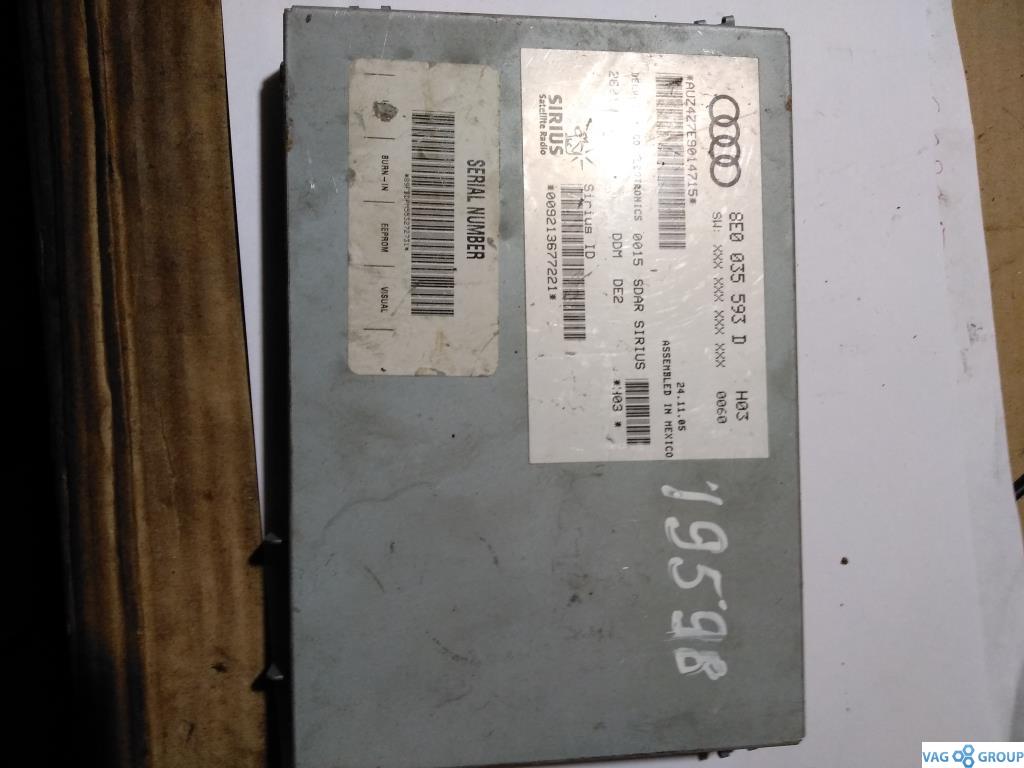 8E0 035 593 D H03
SW: XXX XXX XXX XXX 0060
*AUZ4Z7E9014715*
24.11.05
ASSEMBLED IN MEXICO
ELECTRONICS 0015 SDAR SIRIUS
DDM DE2
*H03*
SIRIUS
Satellite Radio
Sirius ID
*009213677221*
SERIAL NUMBER
BURN-IN EEPROM VISUAL
19598
VAG GROUP